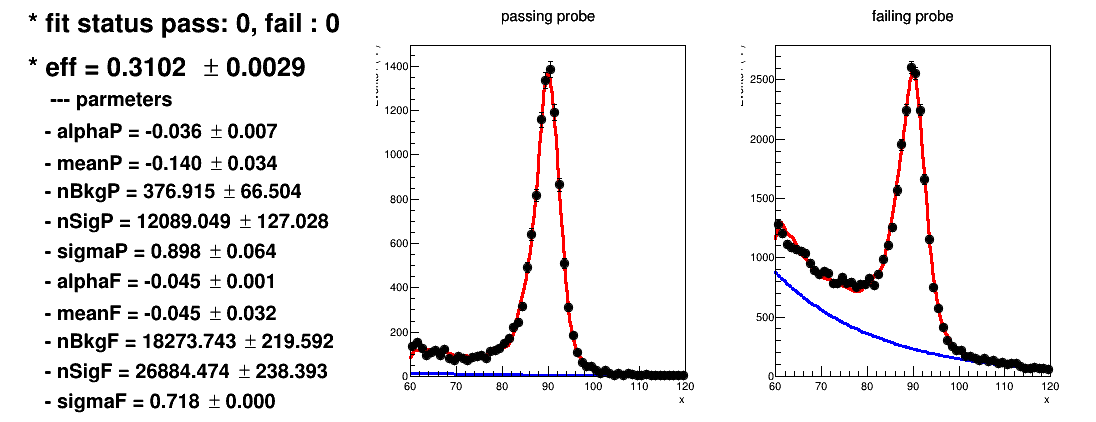 * fit status pass: 0, fail : 0
* eff = 0.3102 ± 0.0029
--- parmeters
- alphaP = -0.036 ± 0.007
- meanP = -0.140 ± 0.034
- nBkgP = 376.915 ± 66.504
- nSigP = 12089.049 ± 127.028
- sigmaP = 0.898 ± 0.064
- alphaF = -0.045 ± 0.001
- meanF = -0.045 ± 0.032
- nBkgF = 18273.743 ± 219.592
- nSigF = 26884.474 ± 238.393
- sigmaF = 0.718 ± 0.000
passing probe
1400
1200
1000
800
600
400
200
0
60 70 80 90 100 110 120
x
failing probe
2500
2000
1500
1000
500
0
60 70 80 90 100 110 120
x